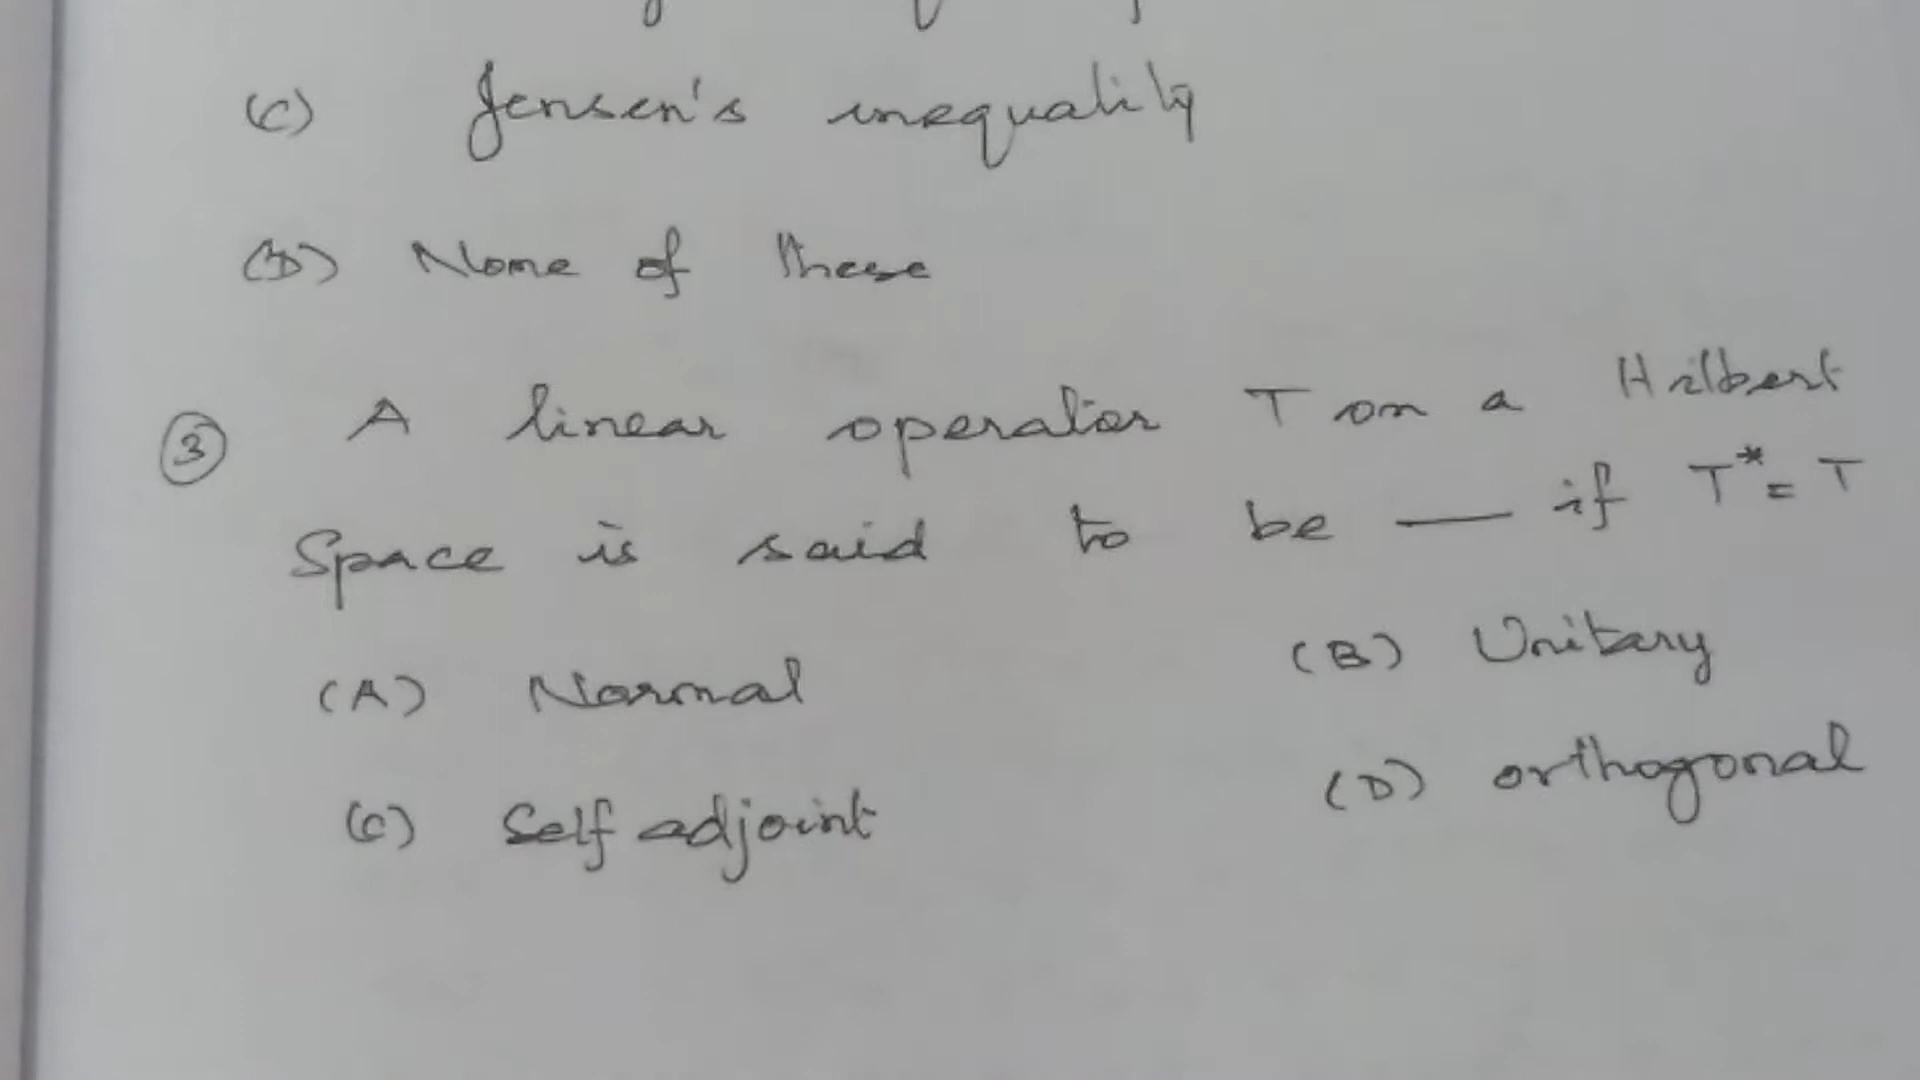 (C) Jensen's inequality
(D) None of these
3 A linear operator T on a Hilbert
Space is said to be — if T* = T
(A) Normal (B) Unitary
(C) Self adjoint (D) orthogonal